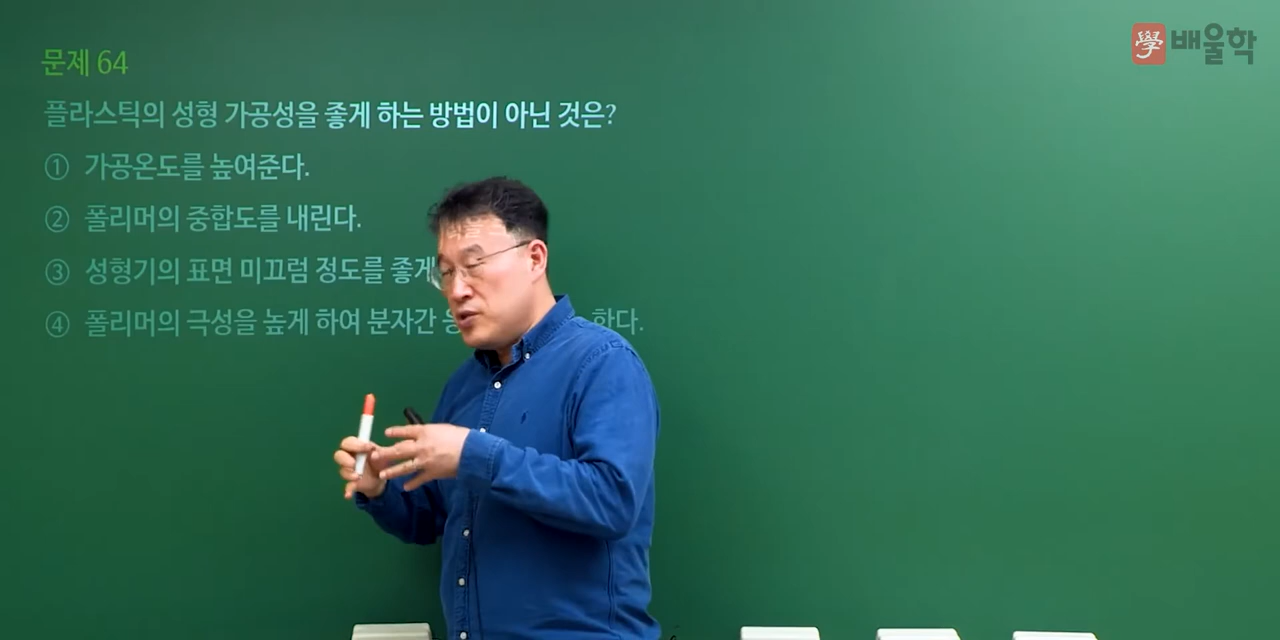 學 배울학
문제 64
플라스틱의 성형 가공성을 좋게 하는 방법이 아닌 것은?
① 가공온도를 높여준다.
② 폴리머의 중합도를 내린다.
③ 성형기의 표면 미끄럼 정도를 좋게
④ 폴리머의 극성을 높게 하여 분자간 한다.